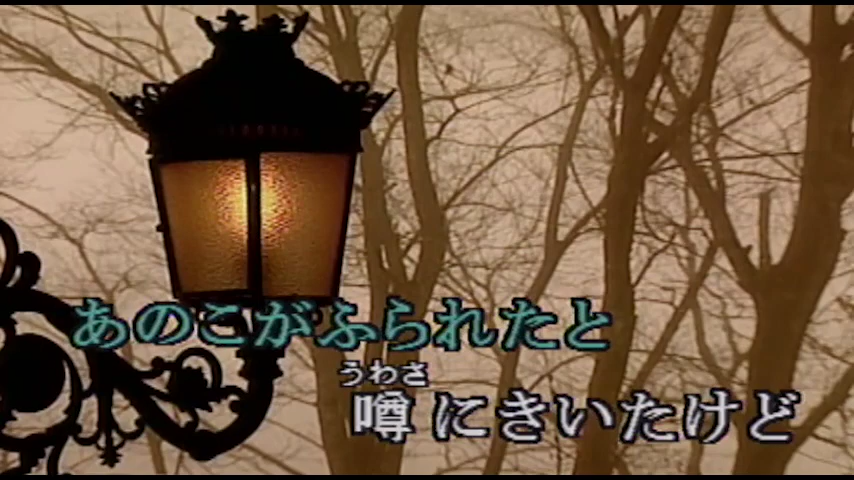 あのこがふられたと
うわさ
噂にきいたけど